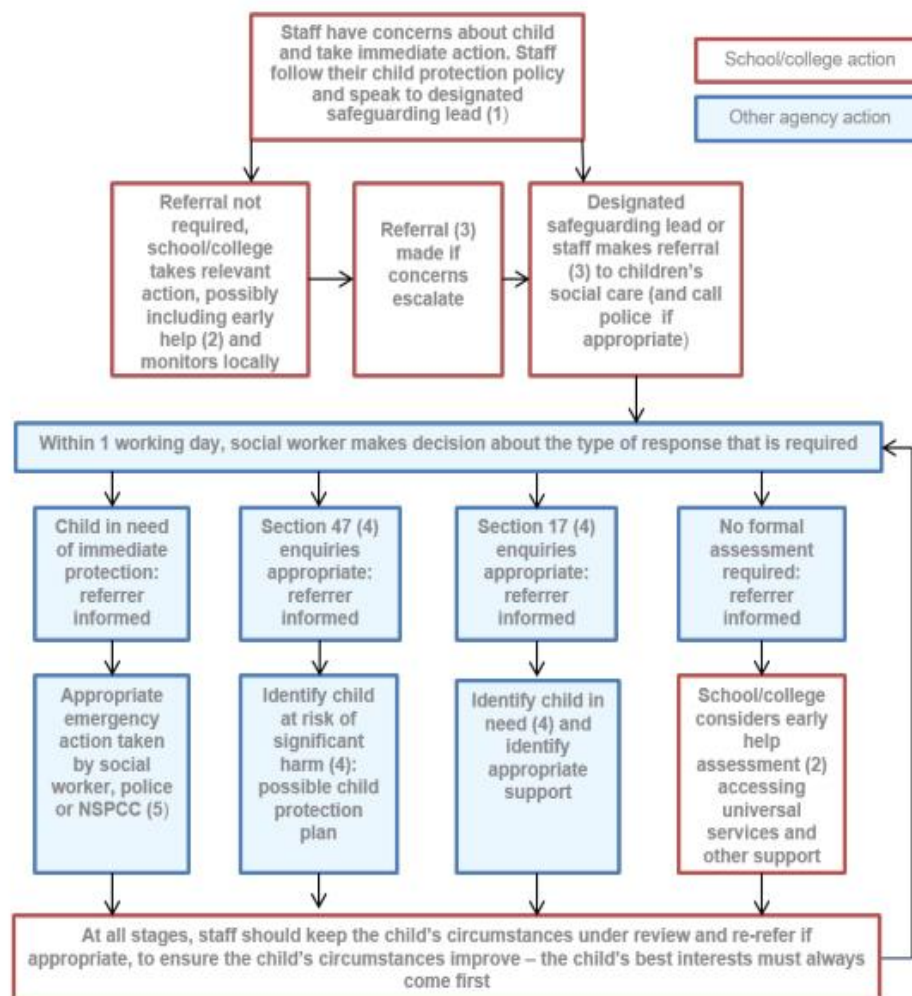 Staff have concerns about child
and take immediate action. Staff
follow their child protection policy
and speak to designated
safeguarding lead (1)
School/college action
Other agency action
Referral not
required,
school/college
takes relevant
action, possibly
including early
help (2) and
monitors locally
Referral (3)
made if
concerns
escalate
Designated
safeguarding lead or
staff makes referral
(3) to children's
social care (and call
police if
appropriate)
Within 1 working day, social worker makes decision about the type of response that is required
Child in need
of immediate
protection:
referrer
informed
Section 47 (4)
enquiries
appropriate:
referrer
informed
Section 17 (4)
enquiries
appropriate:
referrer
informed
No formal
assessment
required:
referrer
informed
Appropriate
emergency
action taken
by social
worker, police
or NSPCC (5)
Identify child
at risk of
significant
harm (4):
possible child
protection
plan
Identify child in
need (4) and
identify
appropriate
support
School/college
considers early
help
assessment (2)
accessing
universal
services and
other support
At all stages, staff should keep the child's circumstances under review and re-refer if
appropriate, to ensure the child's circumstances improve – the child's best interests must always
come first